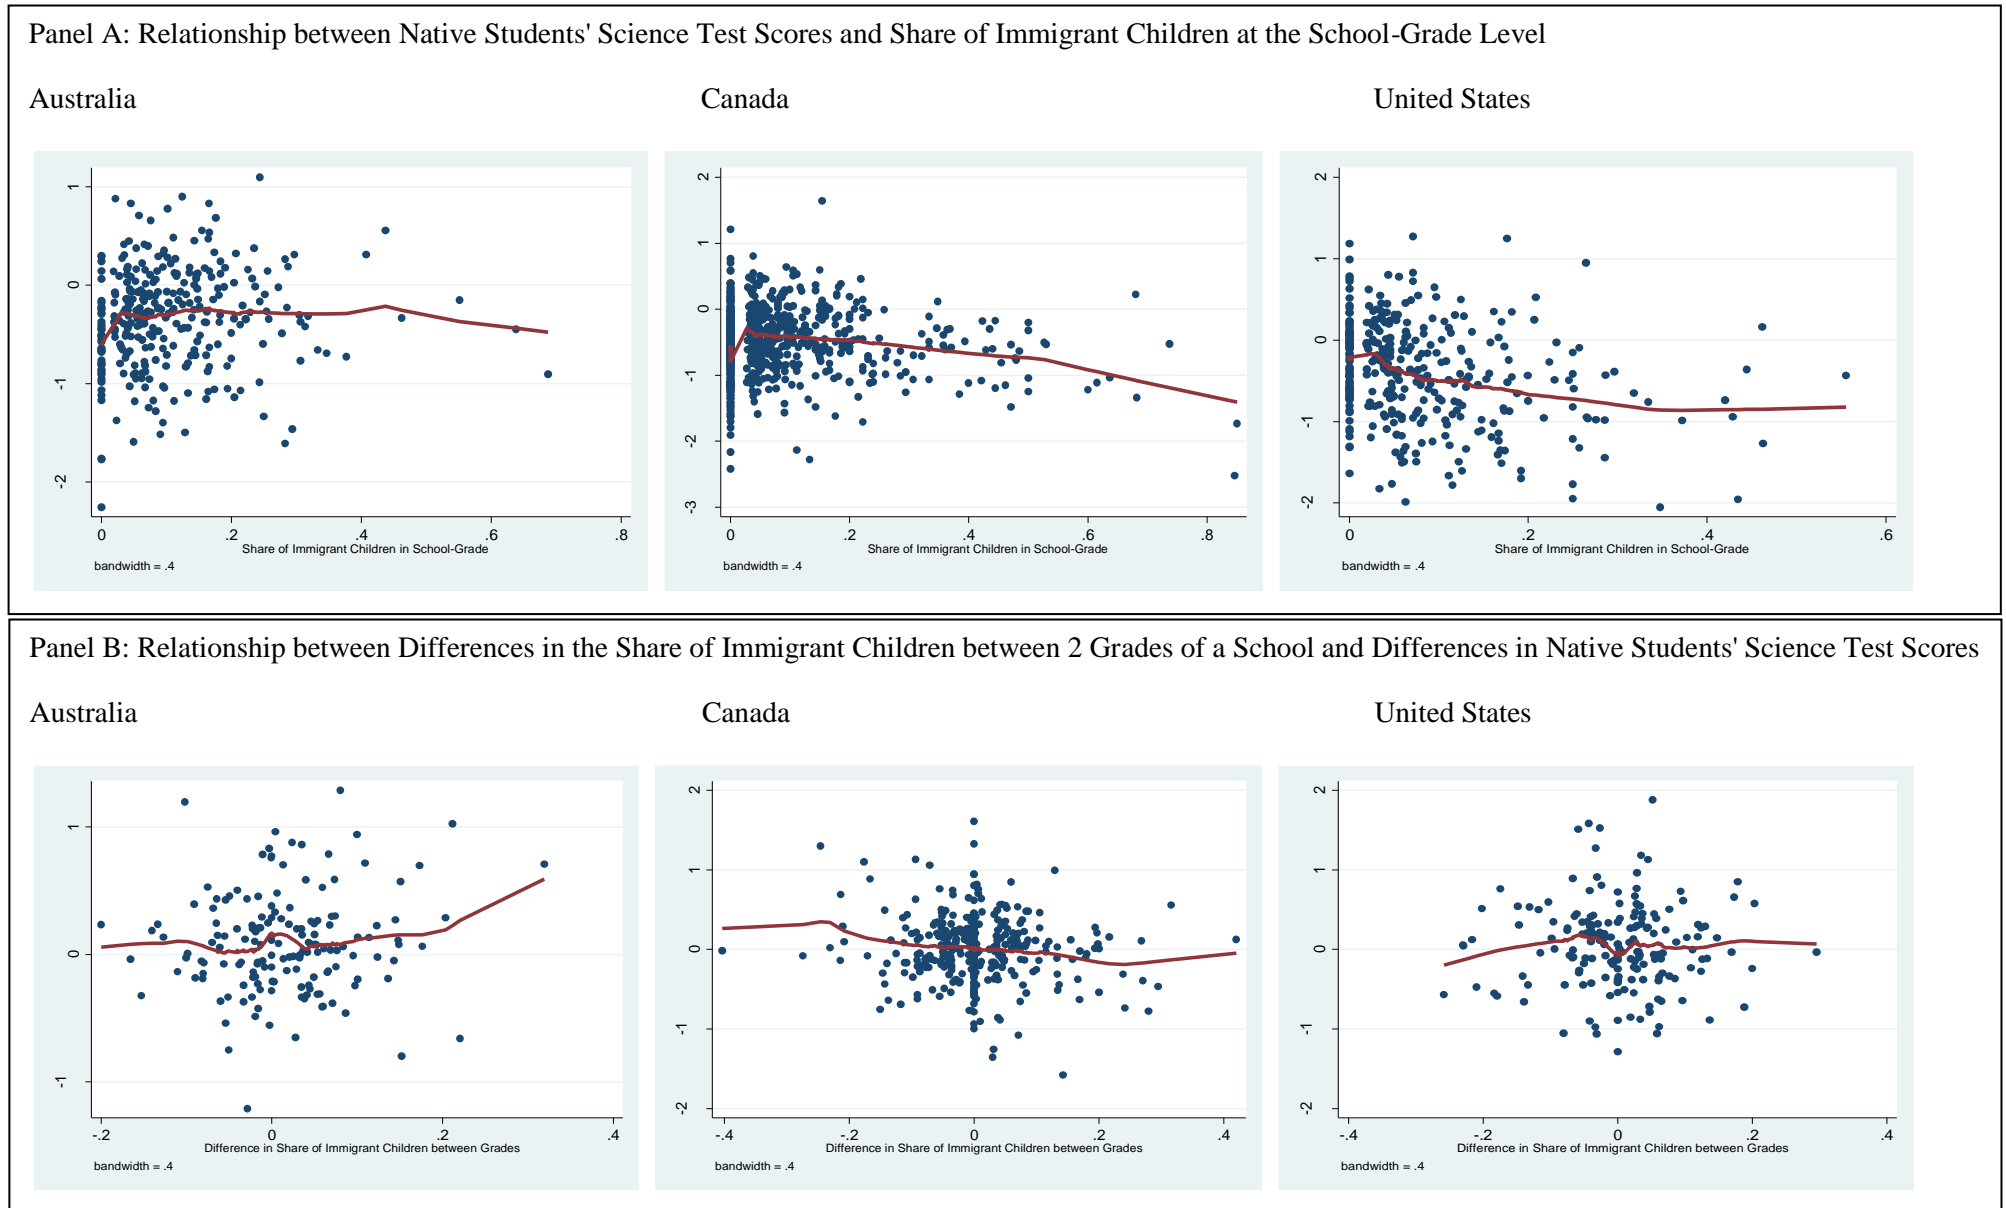 Panel A: Relationship between Native Students' Science Test Scores and Share of Immigrant Children at the School-Grade Level
Australia
Canada
United States
1
0
-1
-2
0
.2
.4
.6
.8
Share of Immigrant Children in School-Grade
bandwidth = .4
2
1
0
-1
-2
-3
0
.2
.4
.6
.8
Share of Immigrant Children in School-Grade
bandwidth = .4
2
1
0
-1
-2
0
.2
.4
.6
Share of Immigrant Children in School-Grade
bandwidth = .4
Panel B: Relationship between Differences in the Share of Immigrant Children between 2 Grades of a School and Differences in Native Students' Science Test Scores
Australia
Canada
United States
1
0
-1
-.2
0
.2
.4
Difference in Share of Immigrant Children between Grades
bandwidth = .4
2
1
0
-1
-2
-.4
-.2
0
.2
.4
Difference in Share of Immigrant Children between Grades
bandwidth = .4
2
1
0
-1
-2
-.4
-.2
0
.2
.4
Difference in Share of Immigrant Children between Grades
bandwidth = .4